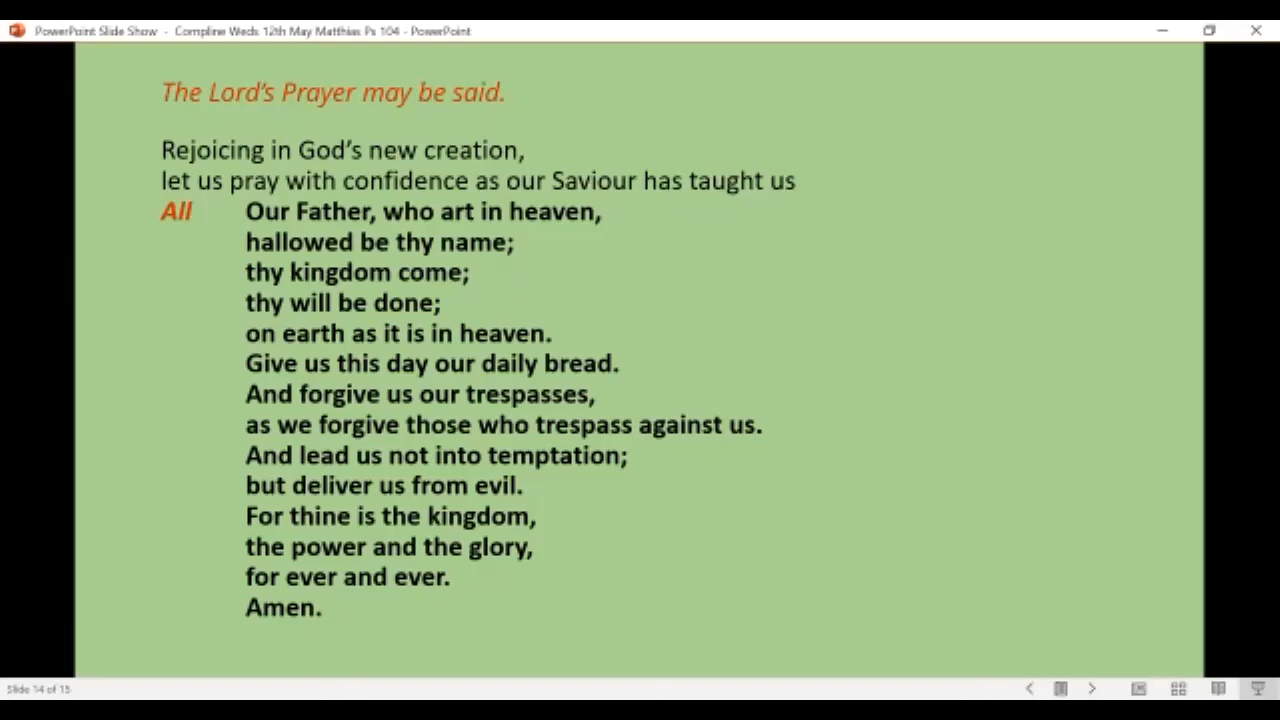 PowerPoint Slide Show - Compline Weds 12th May Matthias Ps 104 - PowerPoint
The Lord's Prayer may be said.
Rejoicing in God's new creation,
let us pray with confidence as our Saviour has taught us
All Our Father, who art in heaven,
hallowed be thy name;
thy kingdom come;
thy will be done;
on earth as it is in heaven.
Give us this day our daily bread.
And forgive us our trespasses,
as we forgive those who trespass against us.
And lead us not into temptation;
but deliver us from evil.
For thine is the kingdom,
the power and the glory,
for ever and ever.
Amen.
Slide 14 of 15